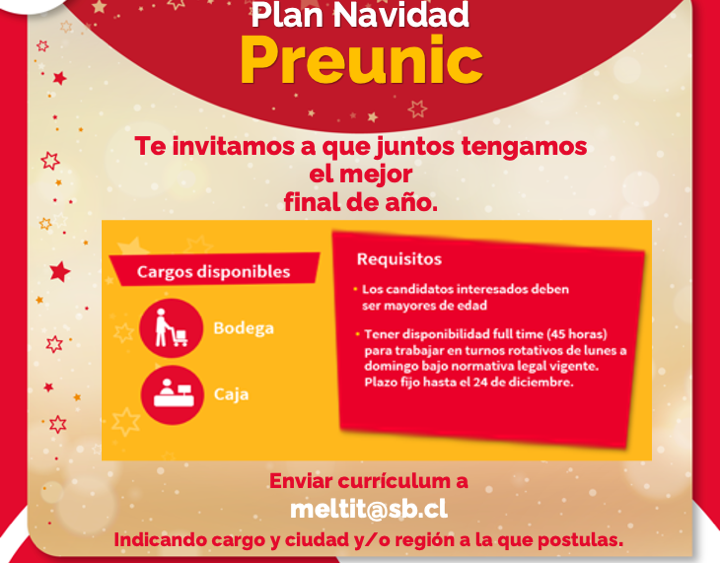 Plan Navidad
Preunic
Te invitamos a que juntos tengamos
el mejor
final de año.
Cargos disponibles
Bodega
Caja
Requisitos
• Los candidatos interesados deben
ser mayores de edad
• Tener disponibilidad full time (45 horas)
para trabajar en turnos rotativos de lunes a
domingo bajo normativa legal vigente.
Plazo fijo hasta el 24 de diciembre.
Enviar currículum a
meltit@sb.cl
Indicando cargo y ciudad y/o región a la que postulas.